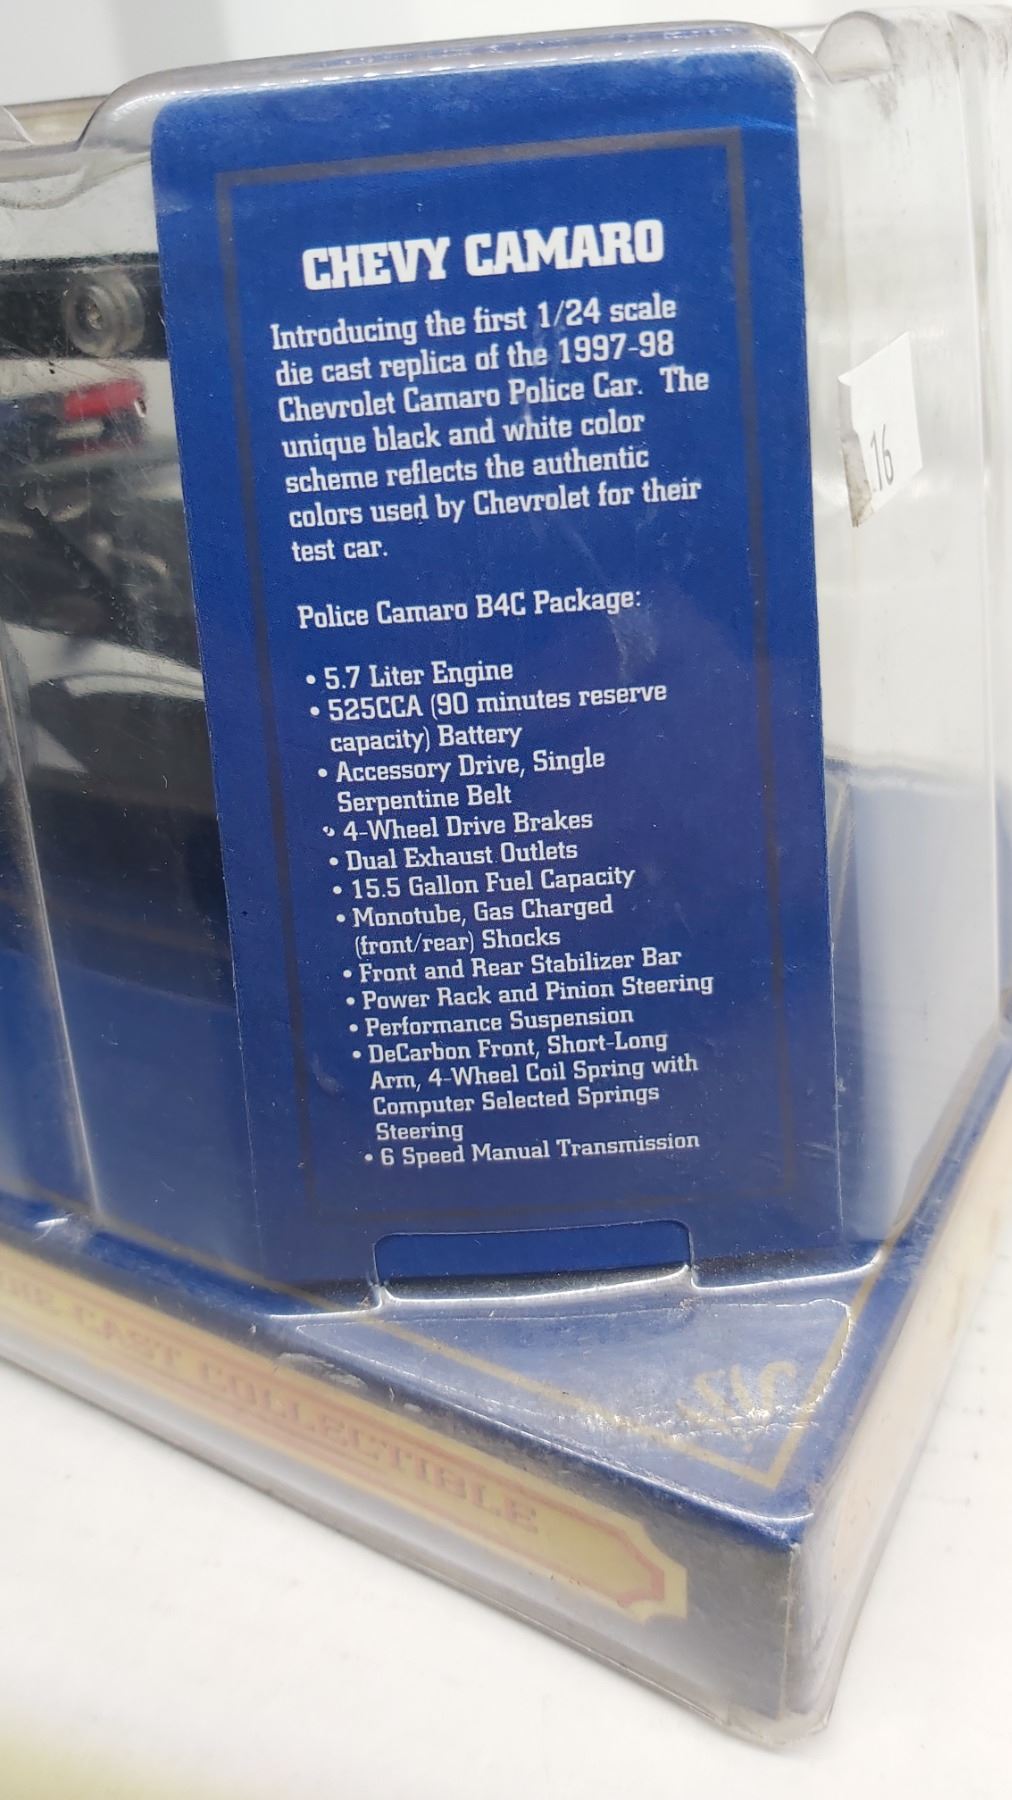 CHEVY CAMARO
Introducing the first 1/24 scale
die cast replica of the 1997-98
Chevrolet Camaro Police Car. The
unique black and white color
scheme reflects the authentic
colors used by Chevrolet for their
test car.
Police Camaro B4C Package:
• 5.7 Liter Engine
• 525CCA (90 minutes reserve
capacity) Battery
• Accessory Drive, Single
Serpentine Belt
• 4-Wheel Drive Brakes
• Dual Exhaust Outlets
• 15.5 Gallon Fuel Capacity
• Monotube, Gas Charged
(front/rear) Shocks
• Front and Rear Stabilizer Bar
• Power Rack and Pinion Steering
• Performance Suspension
• DeCarbon Front, Short-Long
Arm, 4-Wheel Coil Spring with
Computer Selected Springs
Steering
• 6 Speed Manual Transmission
.16
CAST COLLECTIBLE